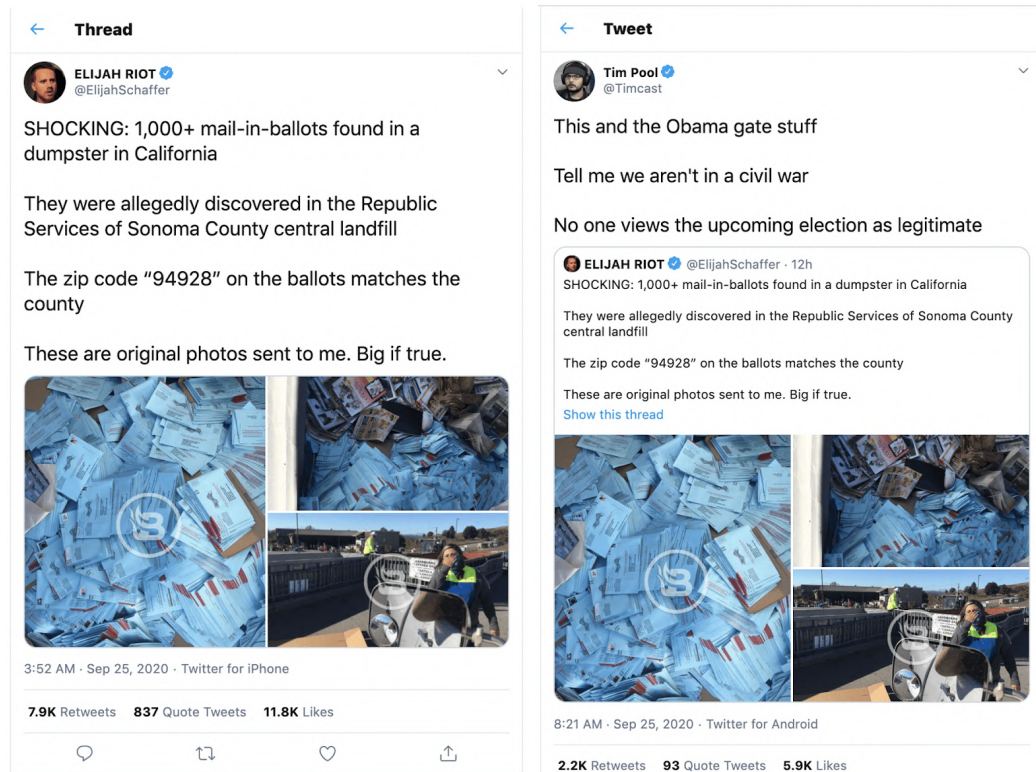 Thread
ELIJAH RIOT
@ElijahSchaffer
SHOCKING: 1,000+ mail-in-ballots found in a
dumpster in California
They were allegedly discovered in the Republic
Services of Sonoma County central landfill
The zip code “94928” on the ballots matches the
county
These are original photos sent to me. Big if true.
3:52 AM · Sep 25, 2020 · Twitter for iPhone
7.9K Retweets 837 Quote Tweets 11.8K Likes
Tweet
Tim Pool
@Timcast
This and the Obama gate stuff
Tell me we aren't in a civil war
No one views the upcoming election as legitimate
ELIJAH RIOT @ElijahSchaffer · 12h
SHOCKING: 1,000+ mail-in-ballots found in a dumpster in California
They were allegedly discovered in the Republic Services of Sonoma County
central landfill
The zip code “94928” on the ballots matches the county
These are original photos sent to me. Big if true.
Show this thread
8:21 AM · Sep 25, 2020 · Twitter for Android
2.2K Retweets 93 Quote Tweets 5.9K Likes